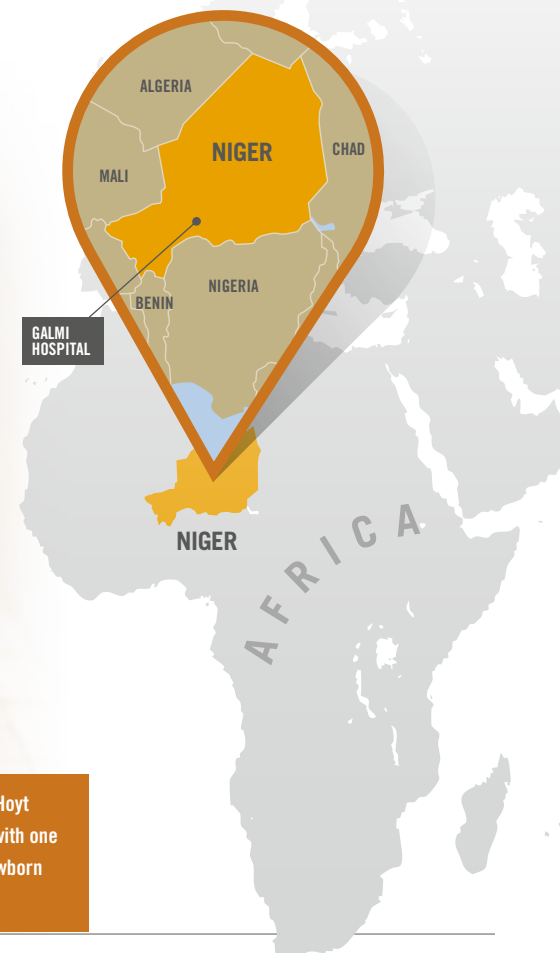 ALGERIA
NIGER
CHAD
MALI
NIGERIA
BENIN
GALMI
HOSPITAL
NIGER
AFRICA
Hoyt
with one
wborn